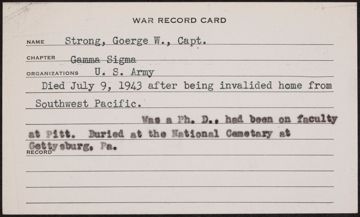 WAR RECORD CARD
NAME Strong, Goerge W., Capt.
CHAPTER Gamma Sigma
ORGANIZATIONS U. S. Army
Died July 9, 1943 after being invalided home from
Southwest Pacific.
Was a Ph. D., had been on faculty
at Pitt. Buried at the National Cemetary at
Gettysburg, Pa.
RECORD